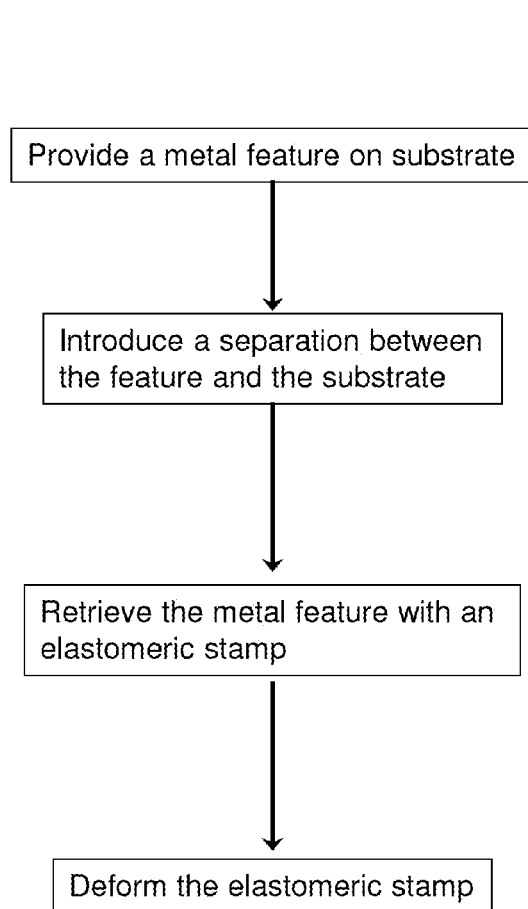 Provide a metal feature on substrate
Introduce a separation between
the feature and the substrate
Retrieve the metal feature with an
elastomeric stamp
Deform the elastomeric stamp